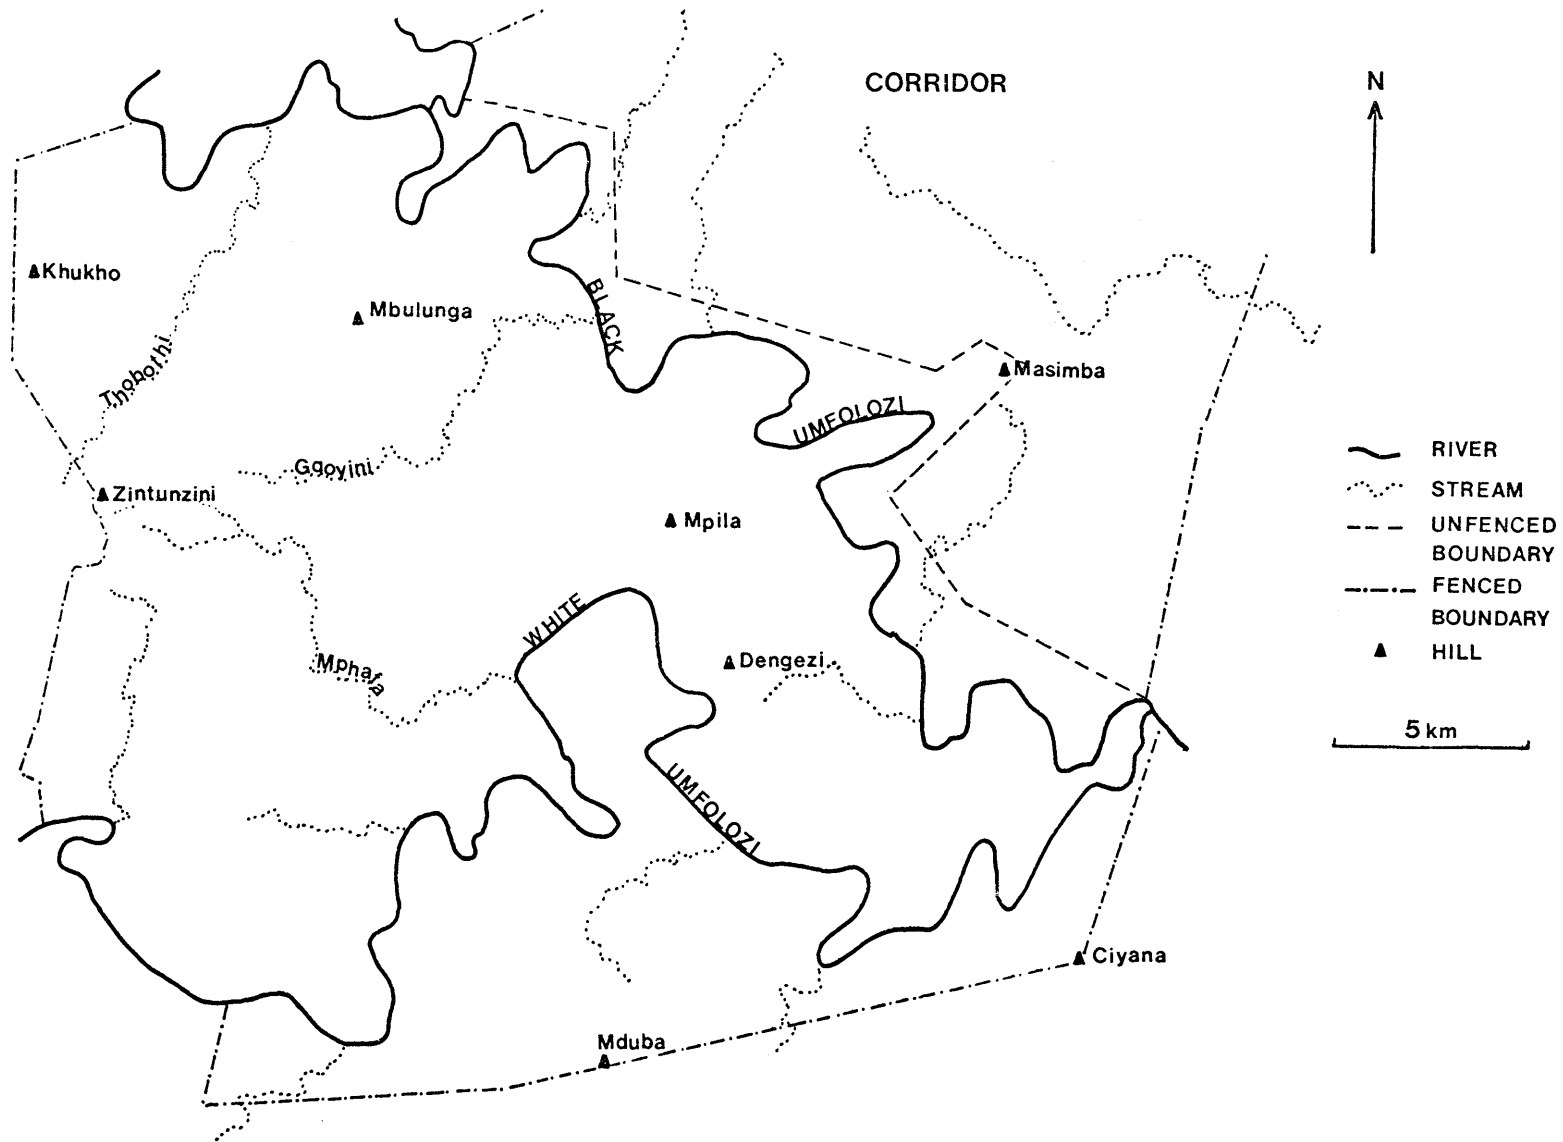 CORRIDOR
N
Khukho
Mbulunga
BLACK
Thobothi
Masimba
UMFOLOZI
Gqoyini
Zintunzini
Mpila
WHITE
Mphafa
Dengezi
UMFOLOZI
Ciyana
Mduba
RIVER
STREAM
UNFENCED
BOUNDARY
FENCED
BOUNDARY
HILL
5 km